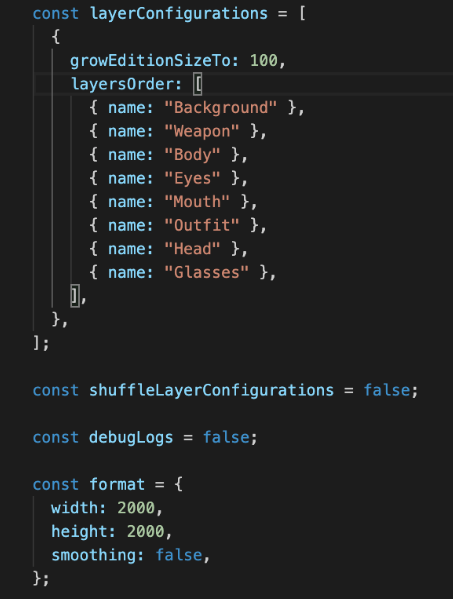 const layerConfigurations = [
  {
    growEditionSizeTo: 100,
    layersOrder: [
      { name: "Background" },
      { name: "Weapon" },
      { name: "Body" },
      { name: "Eyes" },
      { name: "Mouth" },
      { name: "Outfit" },
      { name: "Head" },
      { name: "Glasses" },
    ],
  },
];

const shuffleLayerConfigurations = false;

const debugLogs = false;

const format = {
  width: 2000,
  height: 2000,
  smoothing: false,
};